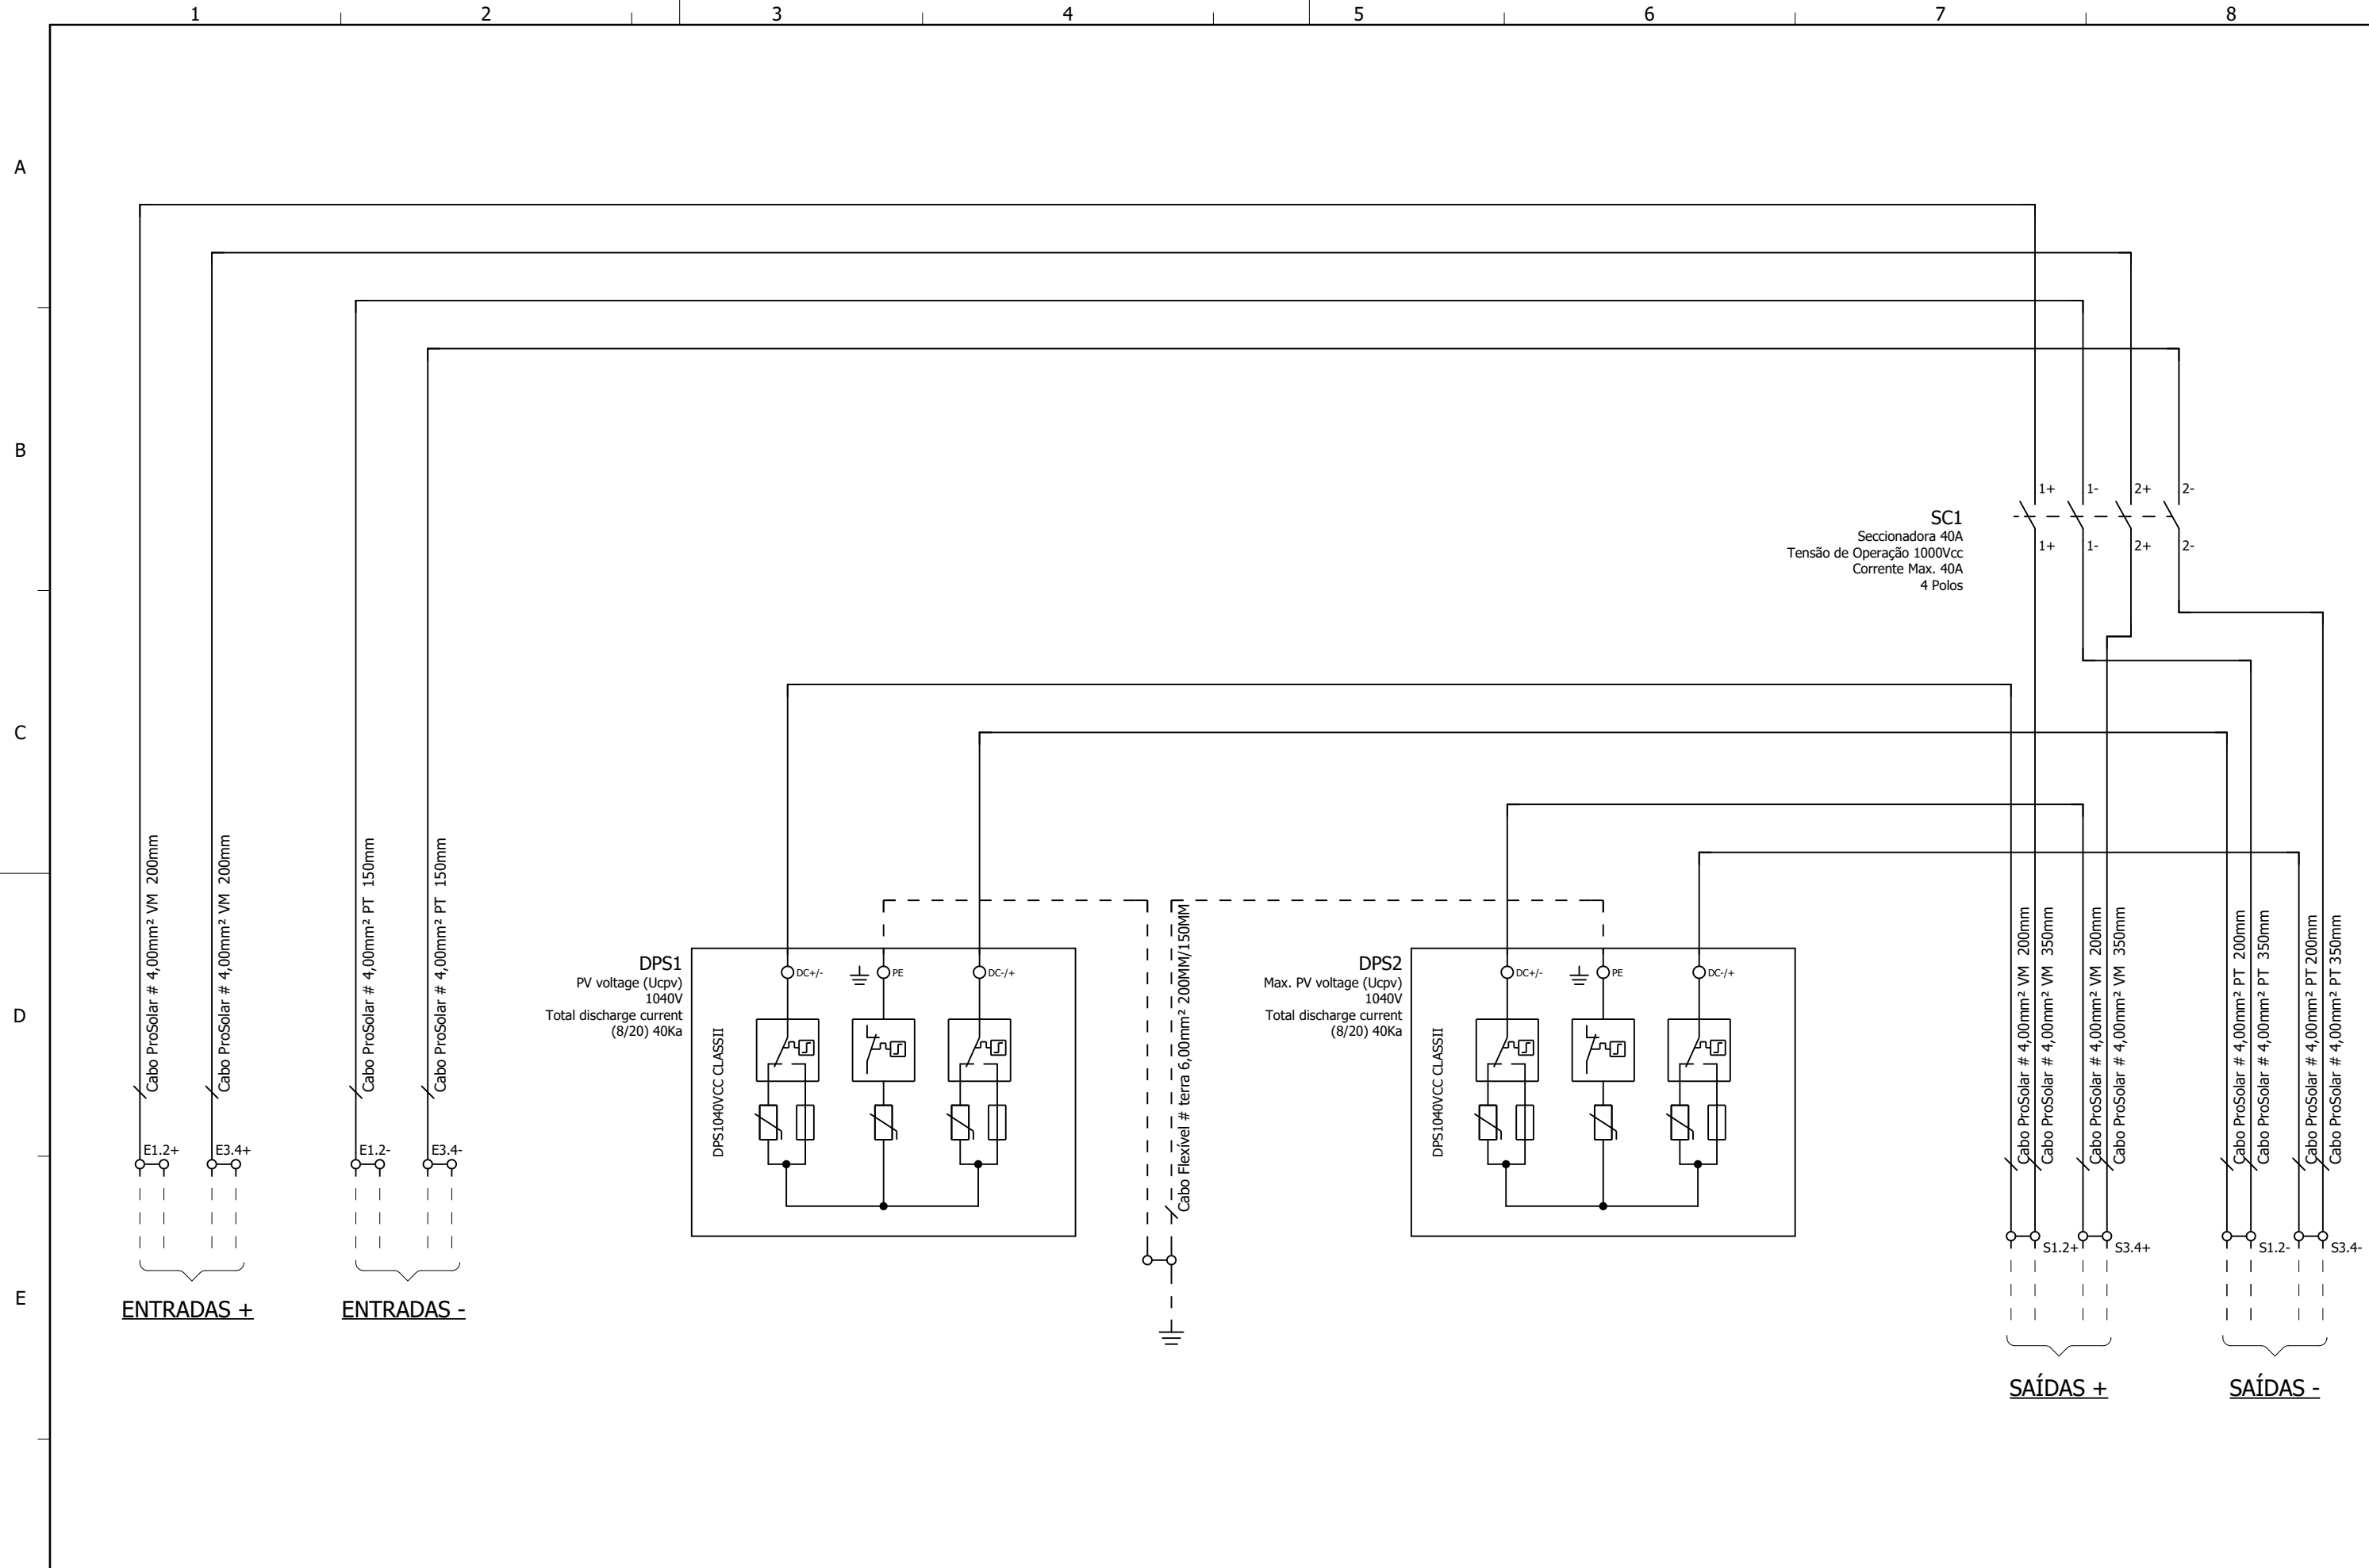 1
2
3
4
5
6
7
8
A
B
C
D
E
1+
1-
2+
2-
SC1
Seccionadora 40A
Tensão de Operação 1000Vcc
Corrente Max. 40A
4 Polos
1+
1-
2+
2-
Cabo ProSolar # 4,00mm² VM  200mm
Cabo ProSolar # 4,00mm² VM  200mm
Cabo ProSolar # 4,00mm² PT  150mm
Cabo ProSolar # 4,00mm² PT  150mm
E1.2+
E3.4+
E1.2-
E3.4-
ENTRADAS +
ENTRADAS -
DPS1
PV voltage (Ucpv)
1040V
Total discharge current
(8/20) 40Ka
DPS1040VCC CLASSII
DC+/-
PE
DC-/+
Cabo Flexível # terra 6,00mm² 200MM/150MM
DPS2
Max. PV voltage (Ucpv)
1040V
Total discharge current
(8/20) 40Ka
DPS1040VCC CLASSII
DC+/-
PE
DC-/+
Cabo ProSolar # 4,00mm² VM  200mm
Cabo ProSolar # 4,00mm² VM  350mm
Cabo ProSolar # 4,00mm² VM  200mm
Cabo ProSolar # 4,00mm² VM  350mm
Cabo ProSolar # 4,00mm² PT  200mm
Cabo ProSolar # 4,00mm² PT  350mm
Cabo ProSolar # 4,00mm² PT 200mm
Cabo ProSolar # 4,00mm² PT 350mm
S1.2+
S3.4+
S1.2-
S3.4-
SAÍDAS +
SAÍDAS -